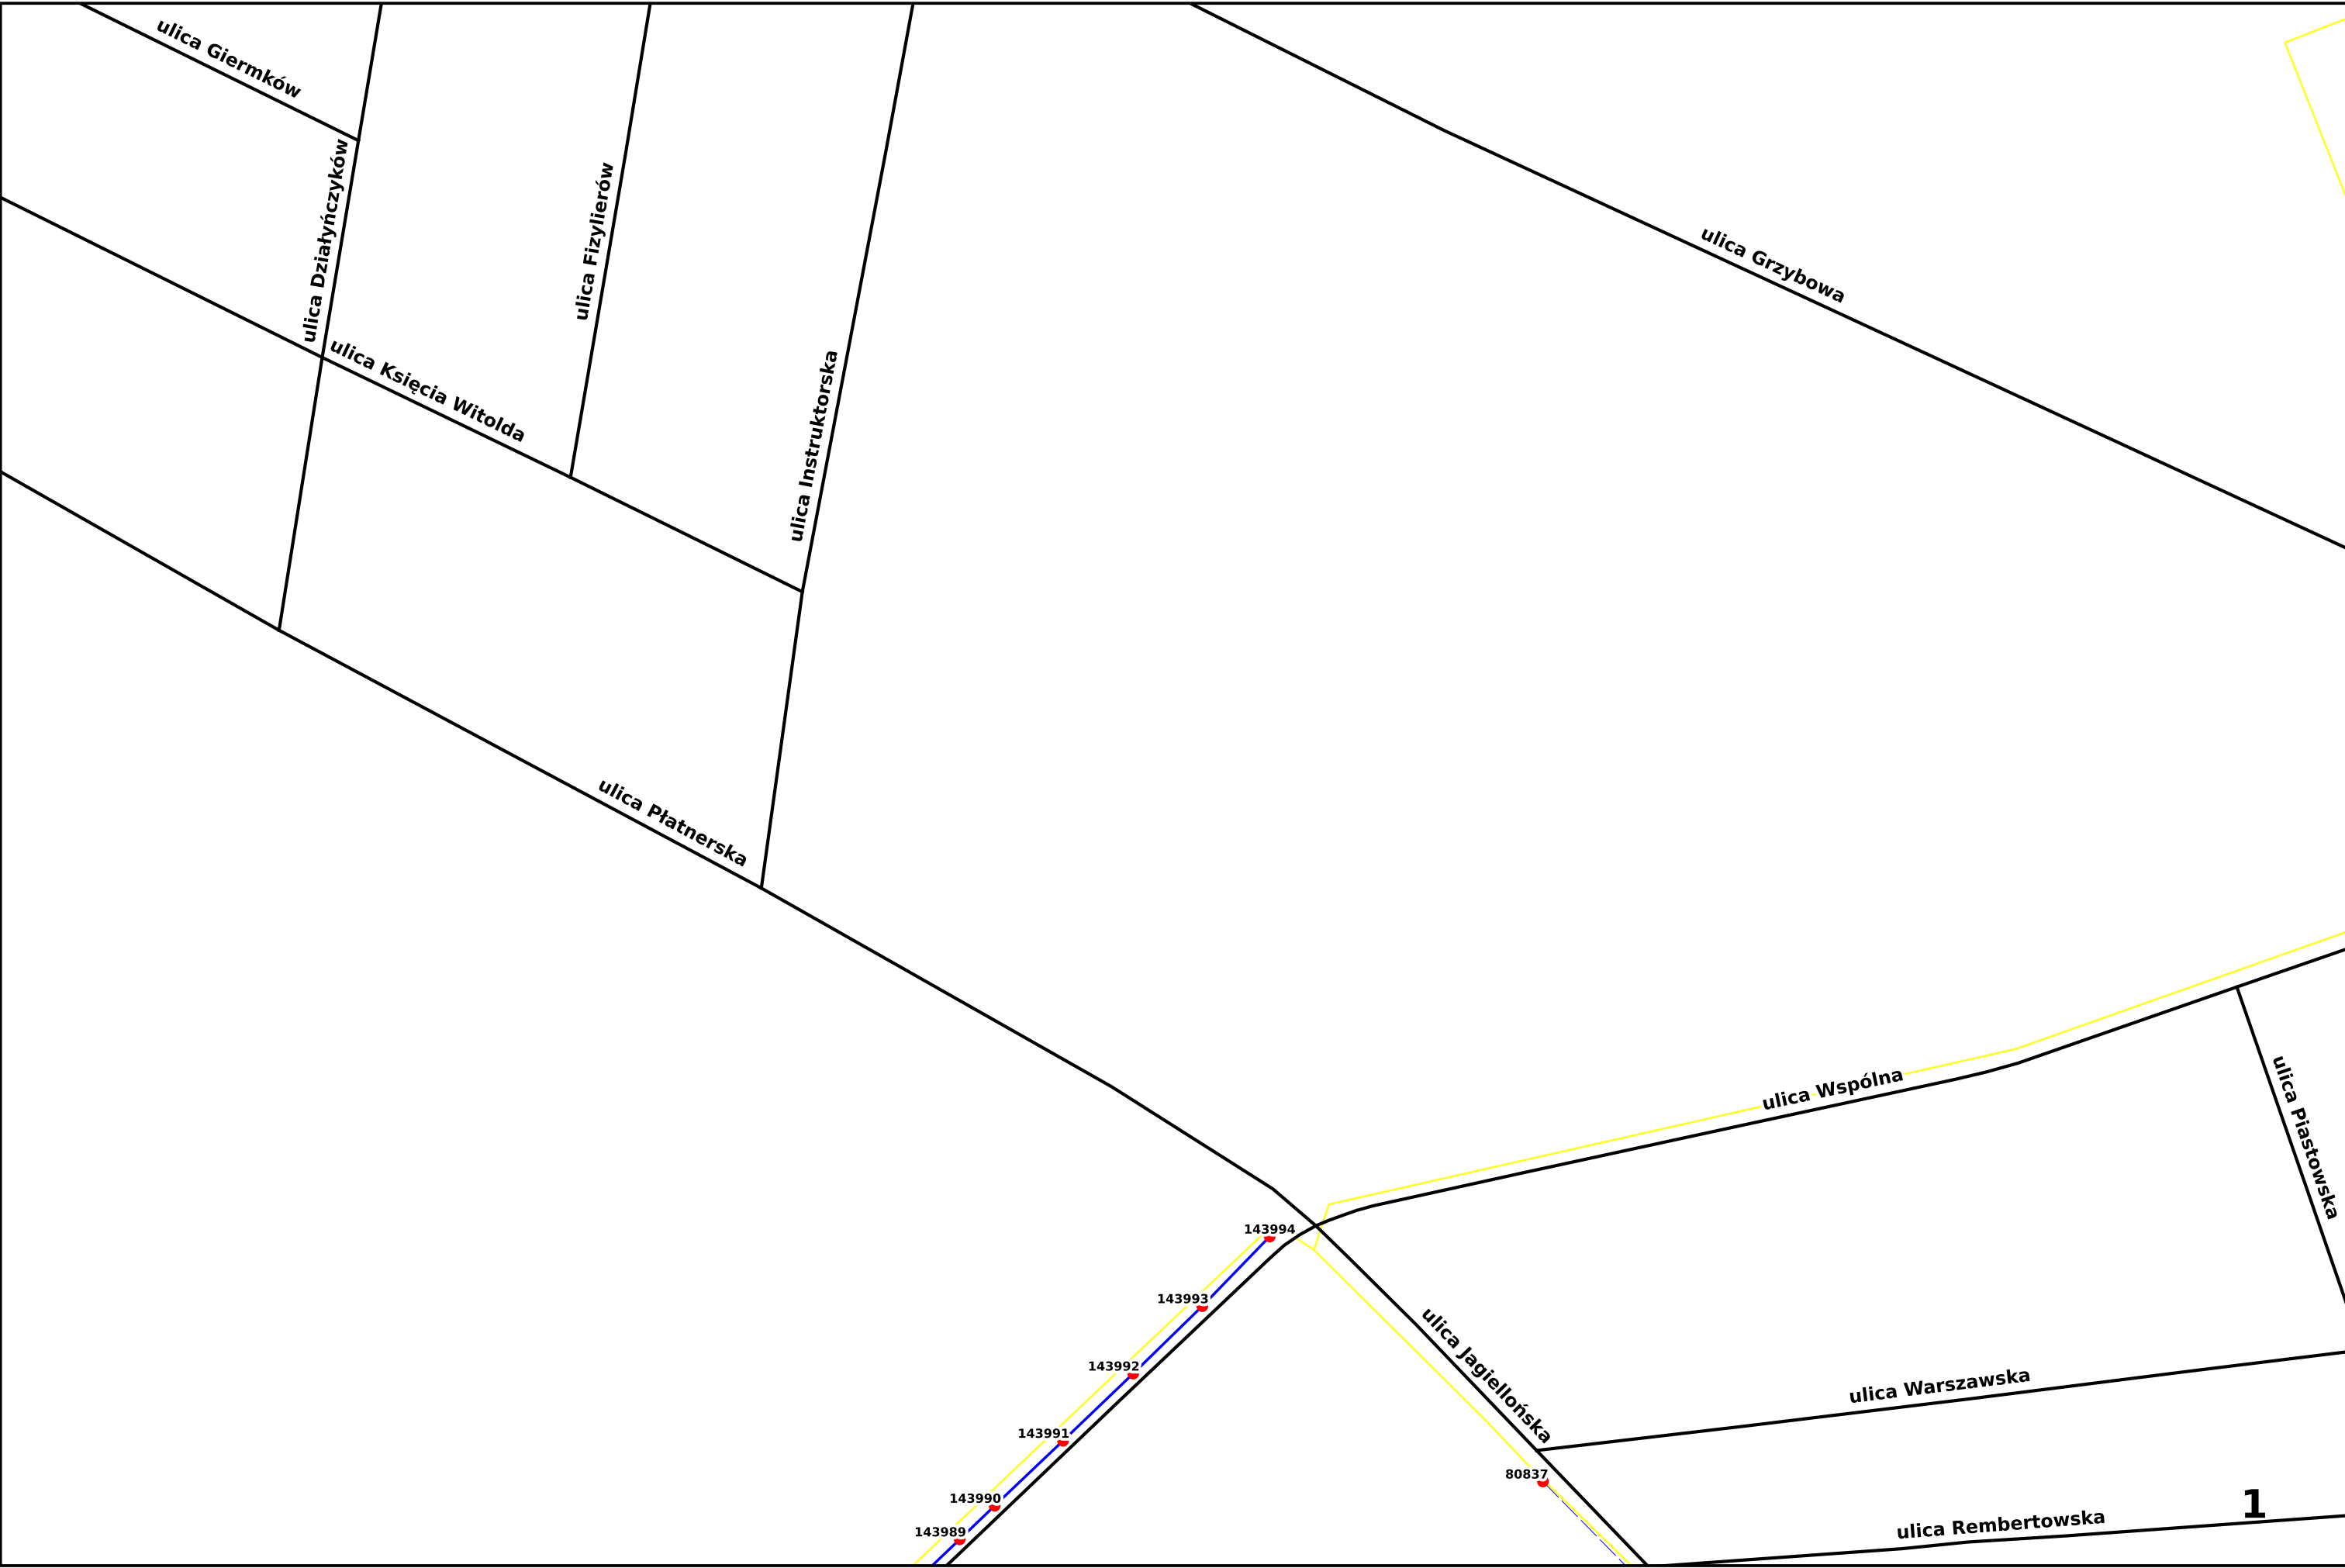 ulica Giermków
ulica Działyńczyków
ulica Fizylierów
ulica Grzybowa
ulica Księcia Witolda
ulica Instruktorska
ulica Płatnerska
ulica Wspólna
ulica Piastowska
143994
143993
ulica Jagiellońska
143992
ulica Warszawska
143991
80837
143990
1
ulica Rembertowska
143989